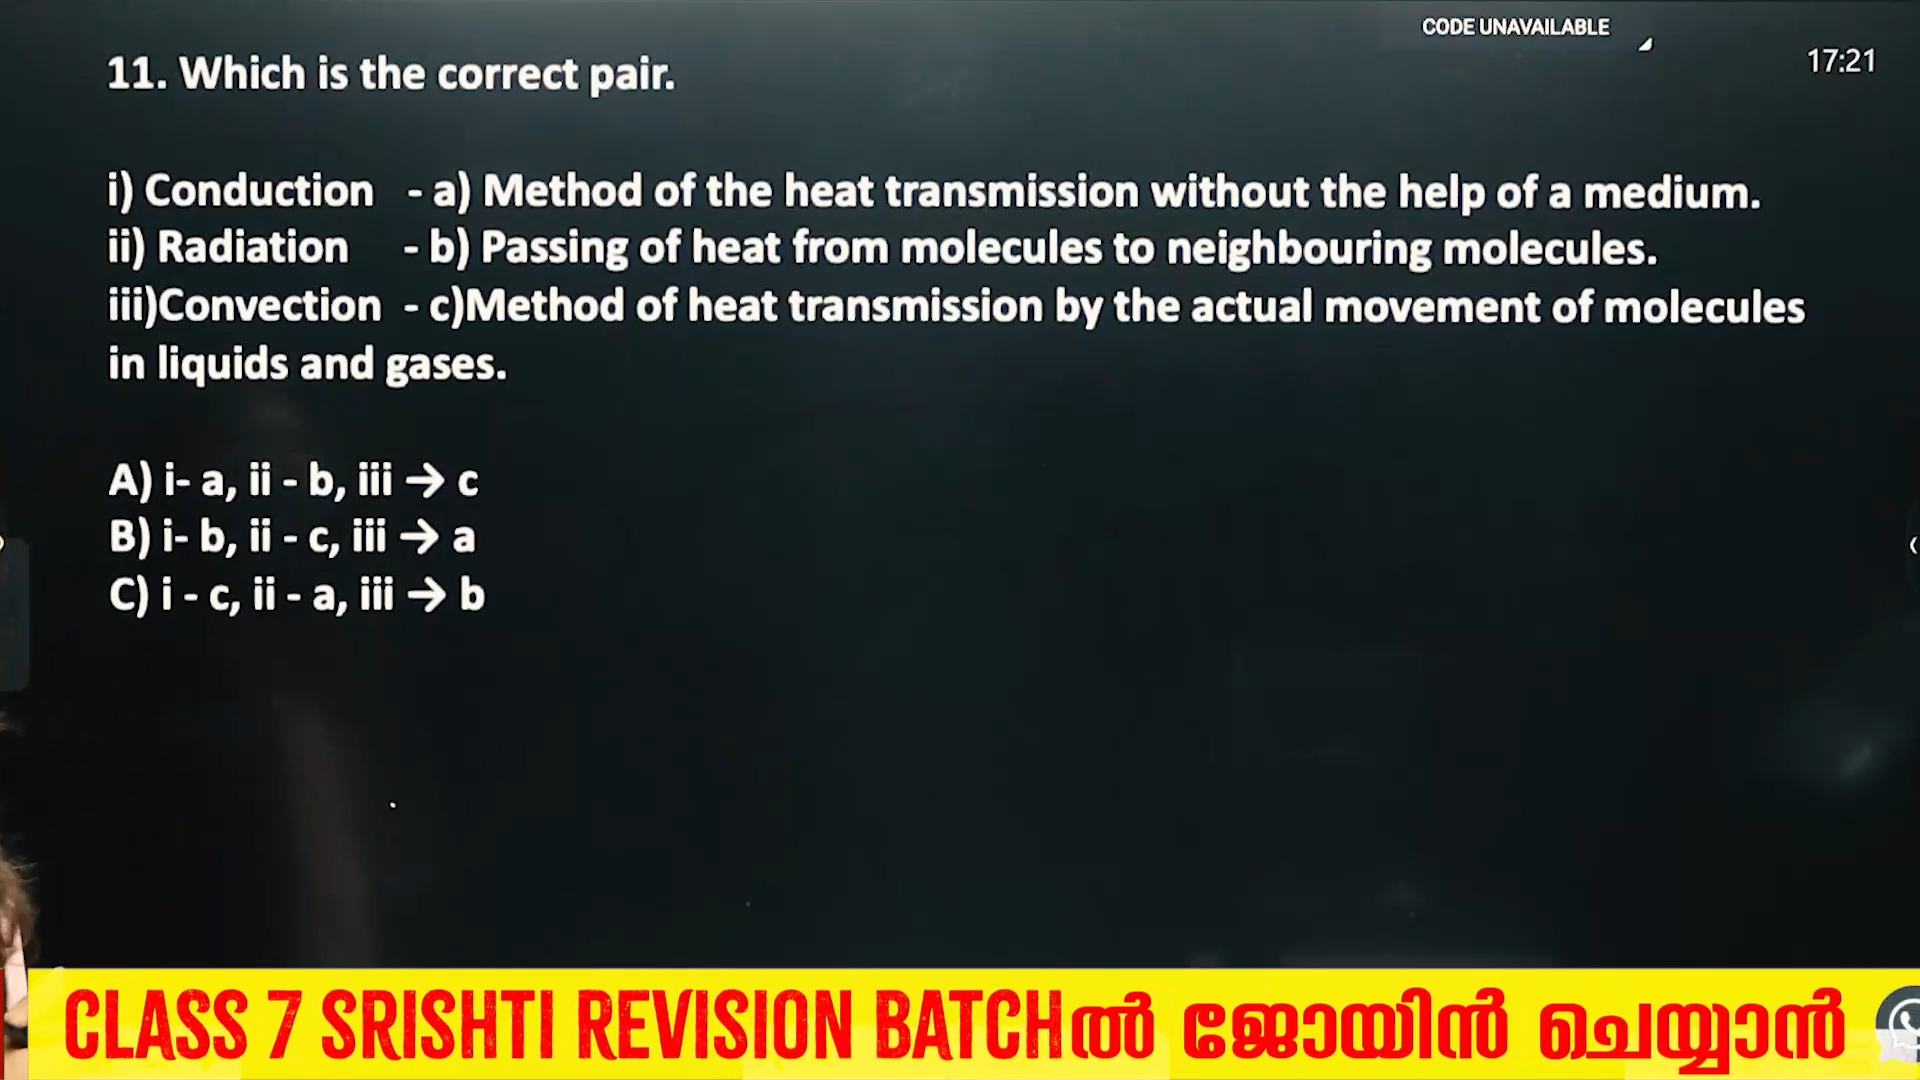 CODE UNAVAILABLE
17:21
11. Which is the correct pair.
i) Conduction - a) Method of the heat transmission without the help of a medium.
ii) Radiation - b) Passing of heat from molecules to neighbouring molecules.
iii)Convection - c)Method of heat transmission by the actual movement of molecules
in liquids and gases.
A) i- a, ii - b, iii → c
B) i- b, ii - c, iii → a
C) i - c, ii - a, iii → b
CLASS 7 SRISHTI REVISION BATCHൽ ജോയിൻ ചെയ്യാൻ